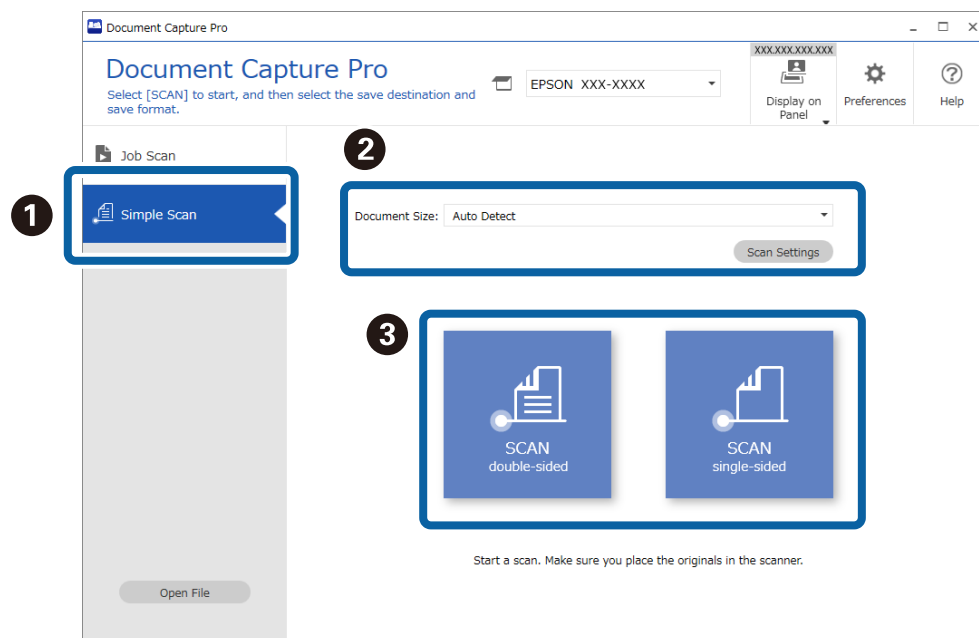 Document Capture Pro
Document Capture Pro
Select [SCAN] to start, and then select the save destination and
save format.
EPSON XXX-XXXX
XXX.XXX.XXX.XXX
Display on
Panel
Preferences
Help
Job Scan
1
Simple Scan
2
Document Size: Auto Detect
Scan Settings
3
SCAN
double-sided
SCAN
single-sided
Start a scan. Make sure you place the originals in the scanner.
Open File